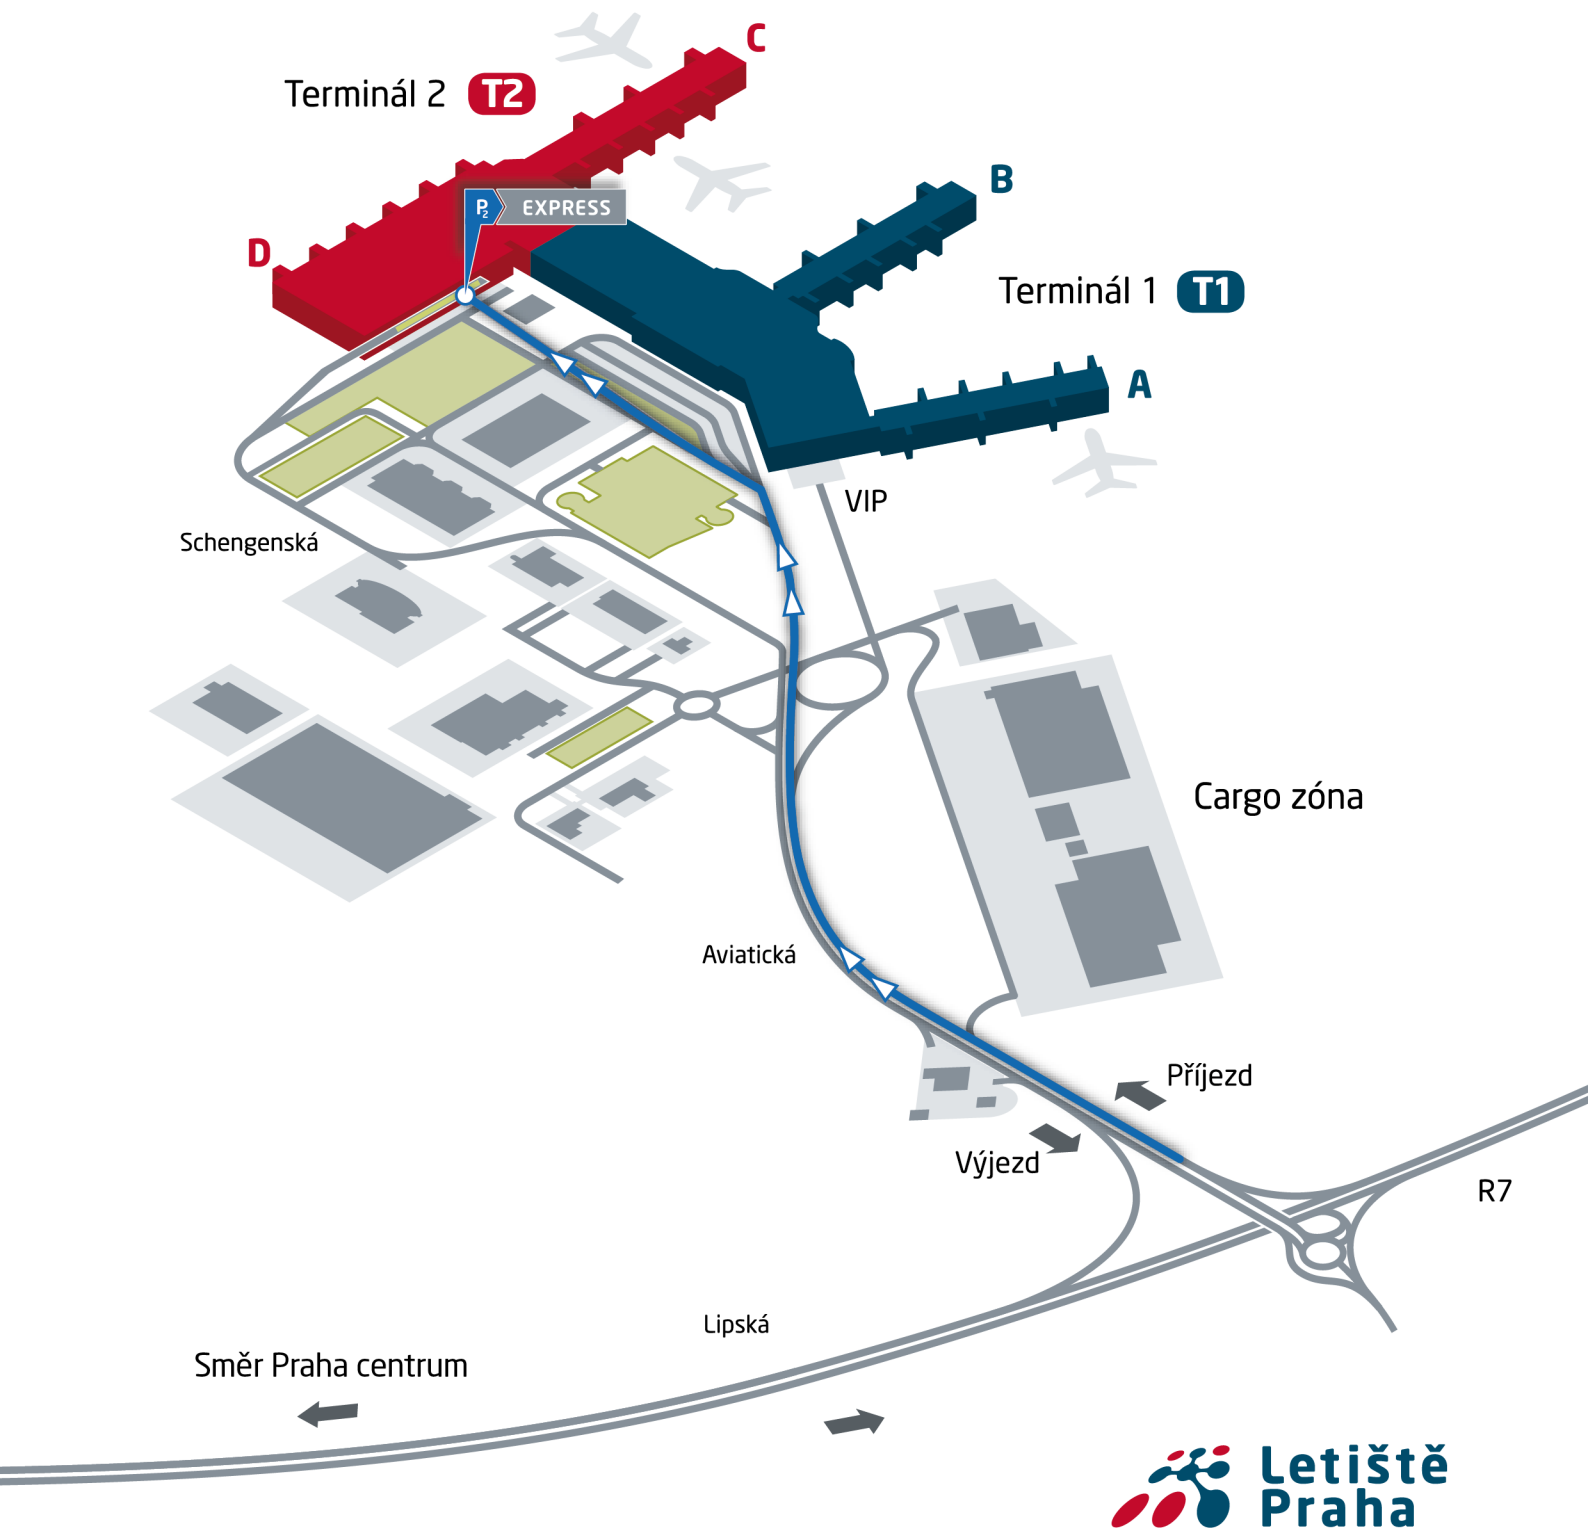 C
Terminál 2 T2
B
P2 EXPRESS
D
Terminál 1 T1
A
VIP
Schengenská
Cargo zóna
Aviatická
Příjezd
Výjezd
R7
Lipská
Směr Praha centrum
Letiště
Praha